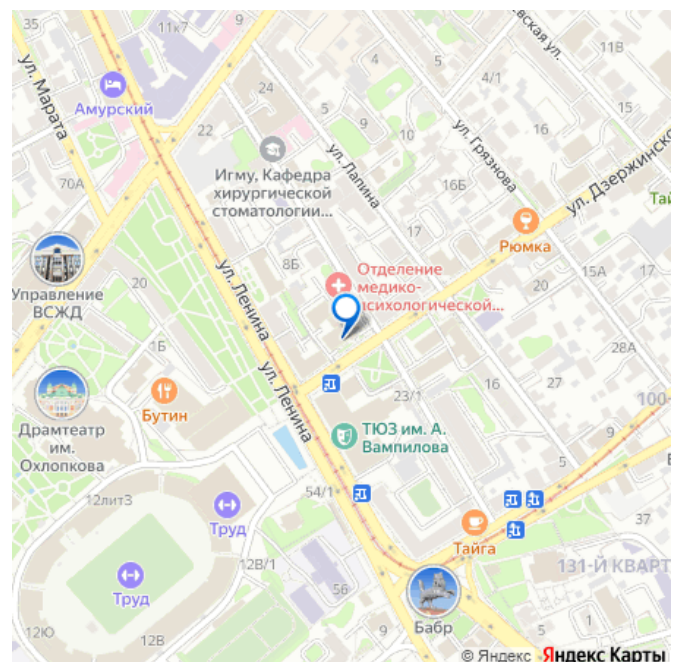 35
11к7
11В
4
5
4/1
ул. Марата
Амурский
24
5
9
10
15
ул. Грязнова
22
16
Игму, Кафедра
хирургической
стоматологии...
ул. Лапина
16Б
ул. Дзержинско
70А
17
Тай
Рюмка
8Б
Управление
ВСЖД
20
ул. Ленина
Отделение
медико-
психологической...
17
20
15А
1Б
28А
Бутин
ул. Ленина
23/1
16
27
100-
Драмтеатр
им.
Охлопкова
ТЮЗ им. А.
Вампилова
9
5
12лит3
54/1
Труд
Тайга
37
12В/1
131-Й КВАРТ
Труд
56
Бабр
12Ю
12В
9
5
© Яндекс Яндекс Карты